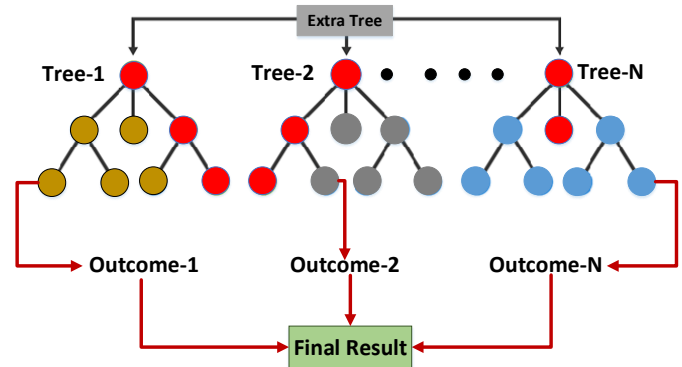 Extra Tree
Tree-1
Tree-2
Tree-N
Outcome-1
Outcome-2
Outcome-N
Final Result